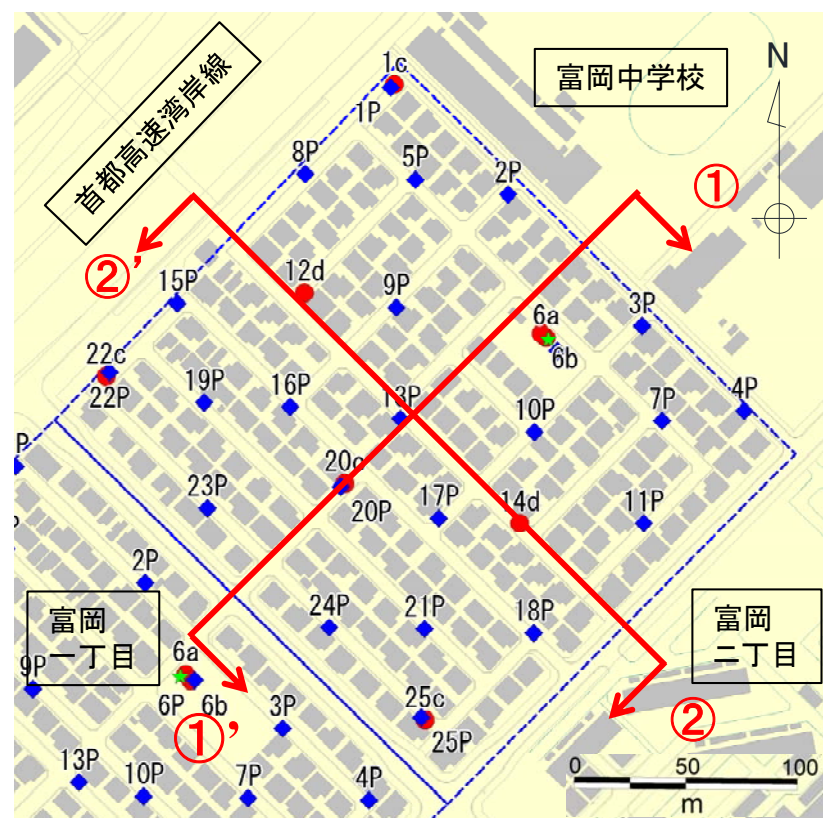 首都高速湾岸線
富岡中学校
N
1c
1P
8P
5P
2P
①
②’
12d
15P
9P
3P
6a
6b
22c
22P
19P
16P
13P
10P
7P
4P
20c
20P
23P
17P
14d
11P
2P
24P
21P
18P
富岡
一丁目
富岡
二丁目
P
P
9P
6a
6P
6b
3P
25c
25P
①’
②
13P
10P
7P
4P
0
50
100
m